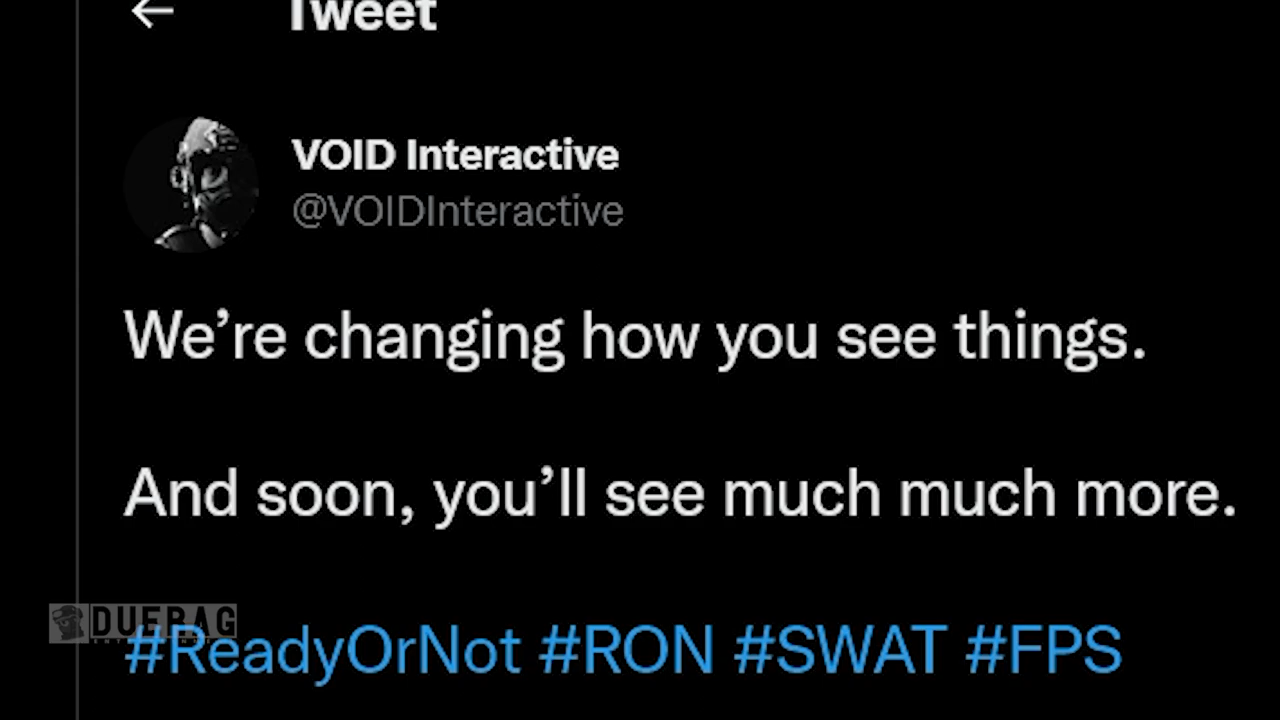 Tweet
VOID Interactive
@VOIDInteractive
We’re changing how you see things.
And soon, you’ll see much much more.
DUERAG
#ReadyOrNot #RON #SWAT #FPS